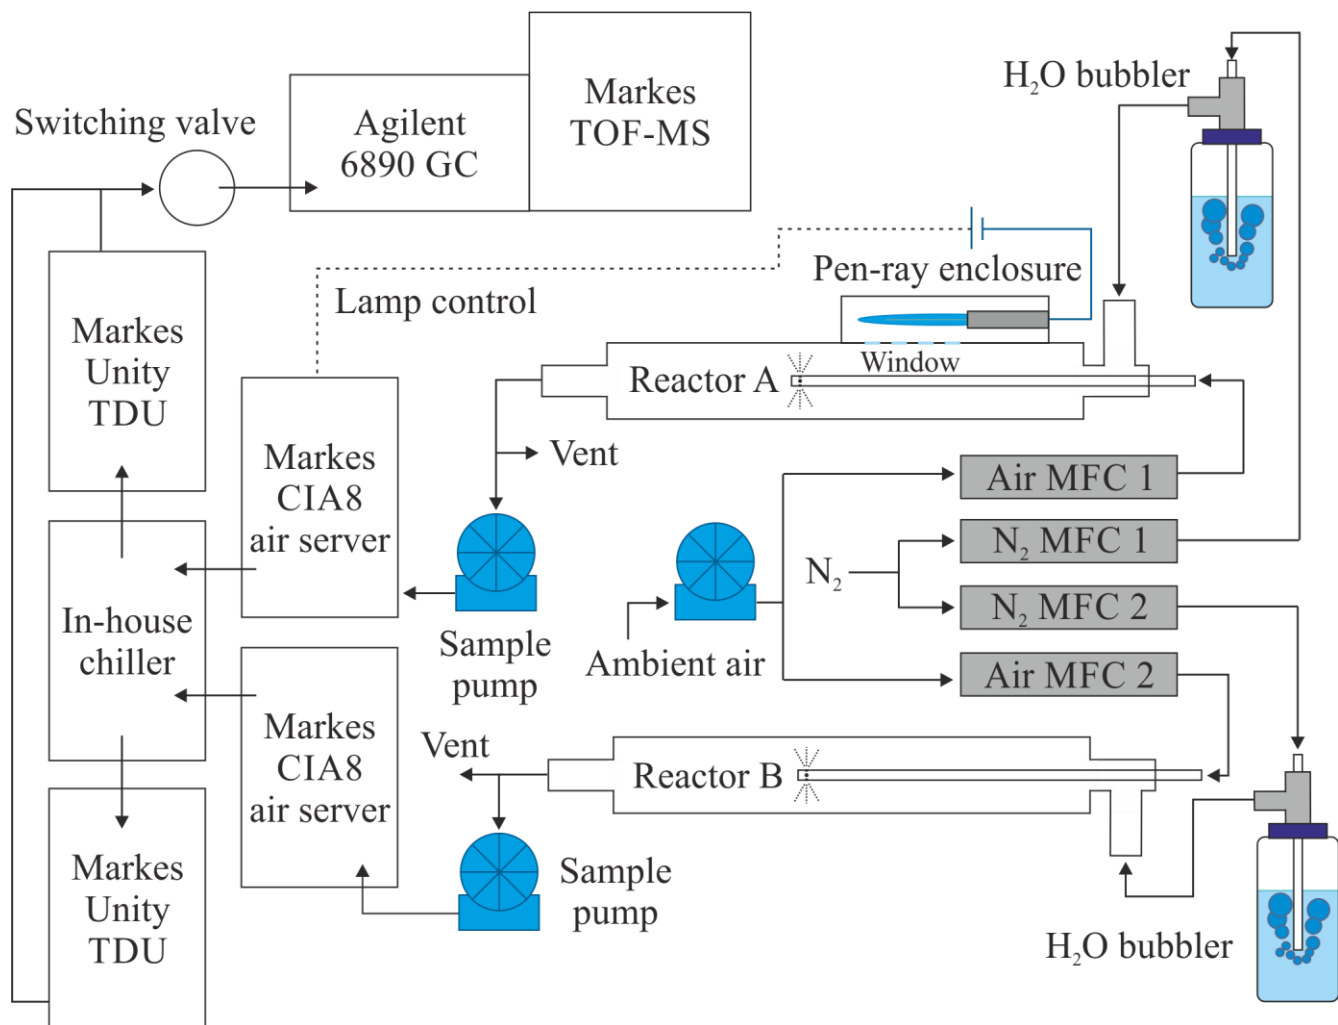 Markes
TOF-MS
H₂O bubbler
Switching valve
Agilent
6890 GC
Pen-ray enclosure
Lamp control
Markes
Unity
TDU
Window
Reactor A
Markes
CIA8
air server
Vent
Air MFC 1
N₂ MFC 1
N₂
N₂ MFC 2
In-house
chiller
Sample
pump
Ambient air
Air MFC 2
Markes
CIA8
air server
Vent
Reactor B
Markes
Unity
TDU
Sample
pump
H₂O bubbler